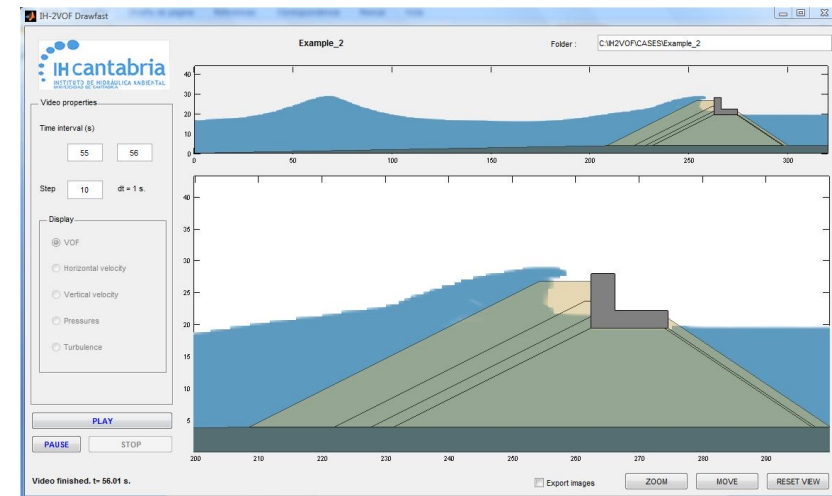 IH-2VOF Drawfast
IH cantabria
INSTITUTO DE HIDRÁULICA AMBIENTAL
UNIVERSIDAD DE CANTABRIA
Example_2
Folder :
C:\IH2VOF\CASES\Example_2
Video properties
Time interval (s)
55 56
Step 10 dt = 1 s.
Display
VOF
Horizontal velocity
Vertical velocity
Pressures
Turbulence
PLAY
PAUSE STOP
Video finished. t= 56.01 s.
40
30
20
10
0
0 50 100 150 200 250 300
40
35
30
25
20
15
10
5
200 210 220 230 240 250 260 270 280 290
Export images
ZOOM MOVE RESET VIEW